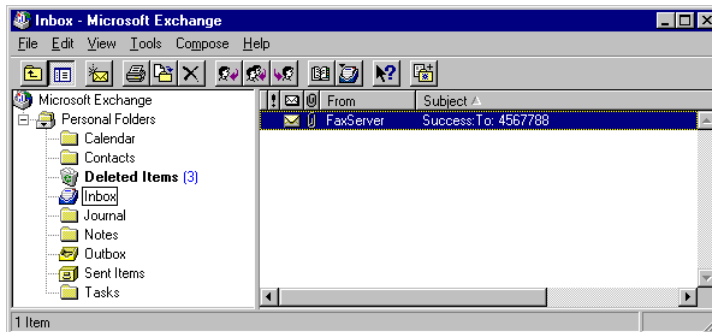 Inbox - Microsoft Exchange
File Edit View Tools Compose Help
Microsoft Exchange
Personal Folders
Calendar
Contacts
Deleted Items (3)
Inbox
Journal
Notes
Outbox
Sent Items
Tasks
! From Subject
FaxServer Success:To: 4567788
1 Item